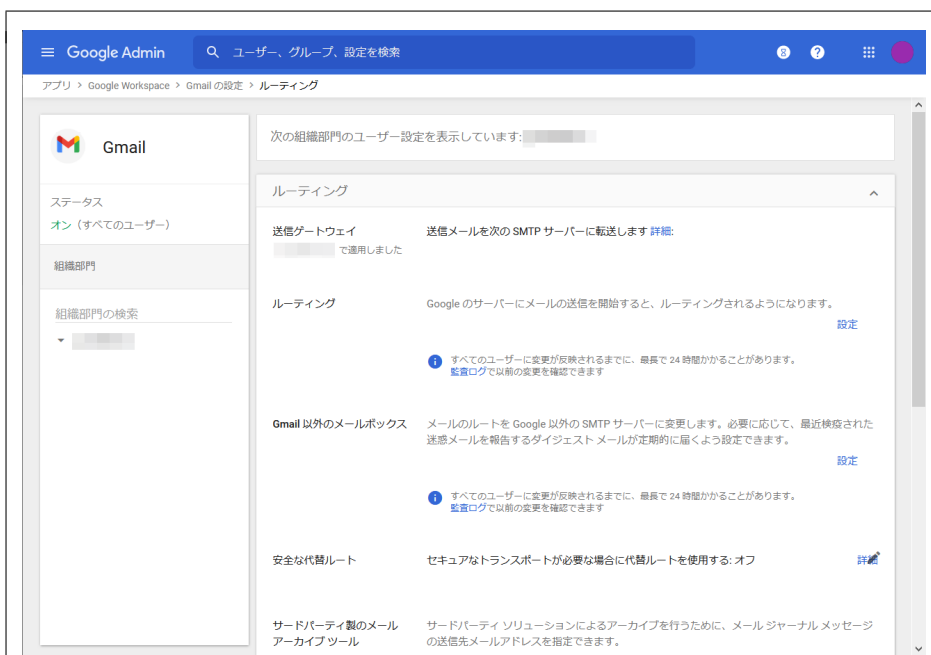 Google Admin
ユーザー、グループ、設定を検索
8
?
アプリ > Google Workspace > Gmail の設定 > ルーティング
Gmail
ステータス
オン（すべてのユーザー）
組織部門
組織部門の検索
次の組織部門のユーザー設定を表示しています:
ルーティング
送信ゲートウェイ
で適用しました
送信メールを次の SMTP サーバーに転送します 詳細:
ルーティング
Google のサーバーにメールの送信を開始すると、ルーティングされるようになります。
設定
すべてのユーザーに変更が反映されるまでに、最長で 24 時間かかることがあります。
監査ログで以前の変更を確認できます
Gmail 以外のメールボックス
メールのルートを Google 以外の SMTP サーバーに変更します。必要に応じて、最近検疫された
迷惑メールを報告するダイジェスト メールが定期的に届くよう設定できます。
設定
すべてのユーザーに変更が反映されるまでに、最長で 24 時間かかることがあります。
監査ログで以前の変更を確認できます
安全な代替ルート
セキュアなトランスポートが必要な場合に代替ルートを使用する: オフ
詳細
サードパーティ製のメール
アーカイブ ツール
サードパーティ ソリューションによるアーカイブを行うために、メール ジャーナル メッセージ
の送信先メールアドレスを指定できます。